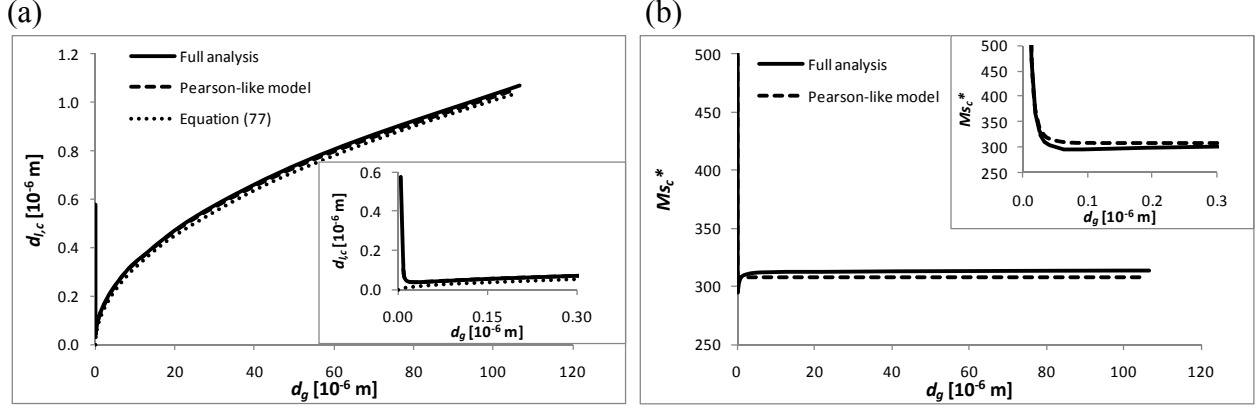 (a)
Full analysis
Pearson-like model
Equation (77)
d_{l,c} [10^{-6} m]
1.2
1.0
0.8
0.6
0.4
0.2
0.0
0 20 40 60 80 100 120
d_g [10^{-6} m]
d_{l,c} [10^{-6} m]
0.6
0.4
0.2
0.0
0.00 0.15 0.30
d_g [10^{-6} m]
(b)
Full analysis
Pearson-like model
Ms_c*
500
450
400
350
300
250
0 20 40 60 80 100 120
d_g [10^{-6} m]
Ms_c*
500
450
400
350
300
250
0.0 0.1 0.2 0.3
d_g [10^{-6} m]